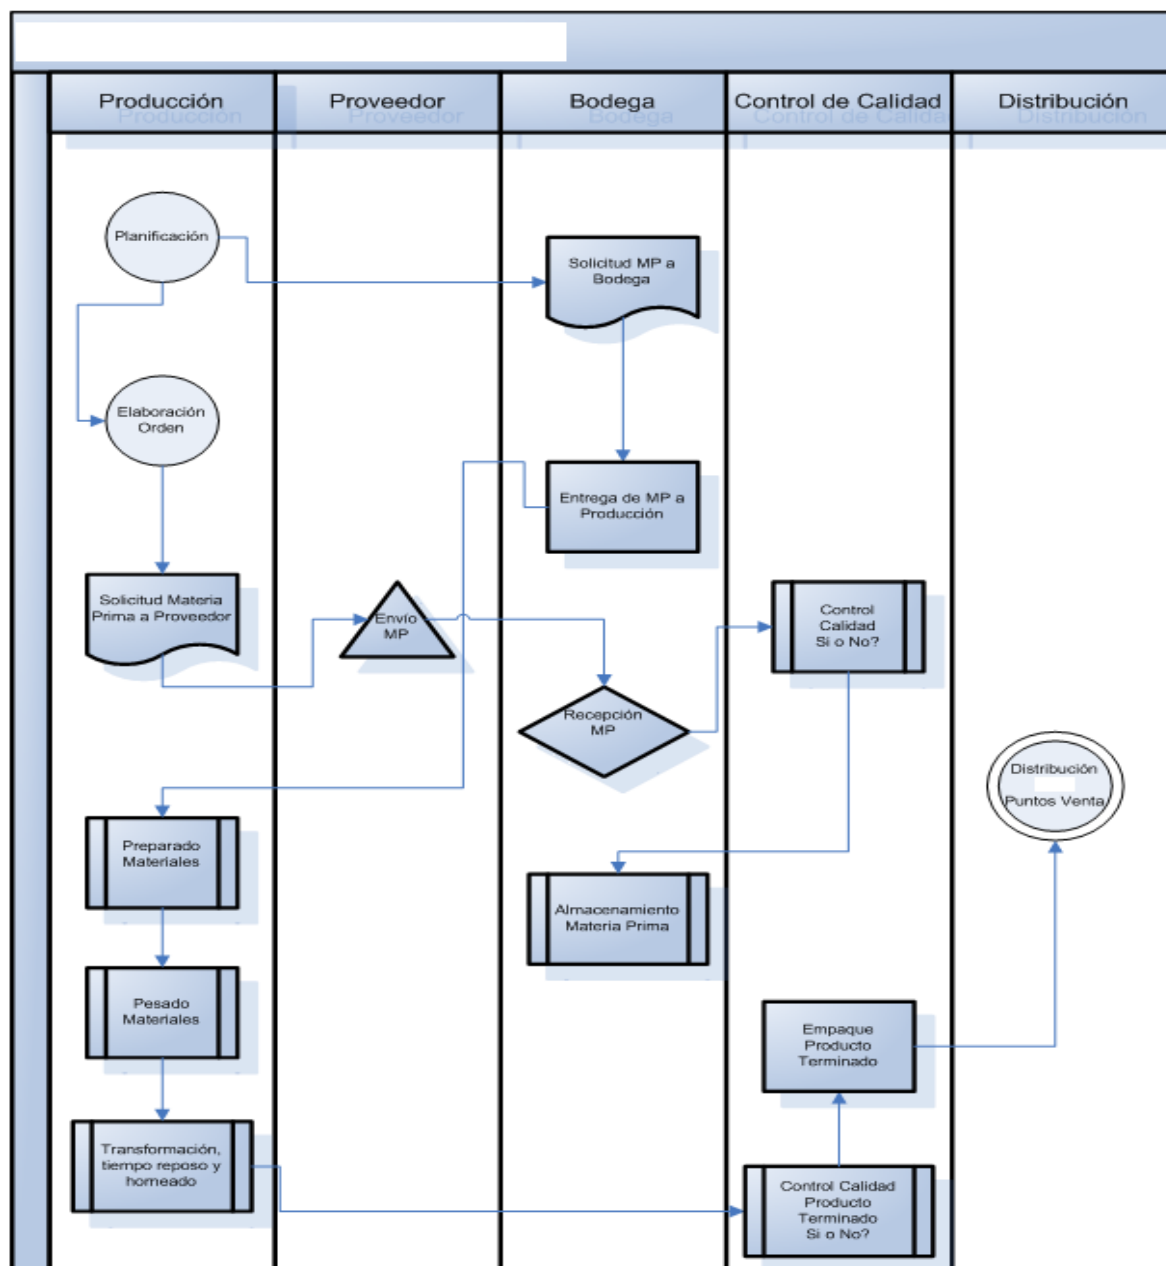 Producción
Proveedor
Bodega
Control de Calidad
Distribución
Planificación
Solicitud MP a
Bodega
Elaboración
Orden
Entrega de MP a
Producción
Solicitud Materia
Prima a Proveedor
Envío
MP
Control
Calidad
Si o No?
Recepción
MP
Distribución
Puntos Venta
Preparado
Materiales
Almacenamiento
Materia Prima
Pesado
Materiales
Empaque
Producto
Terminado
Transformación,
tiempo reposo y
horneado
Control Calidad
Producto
Terminado
Si o No?